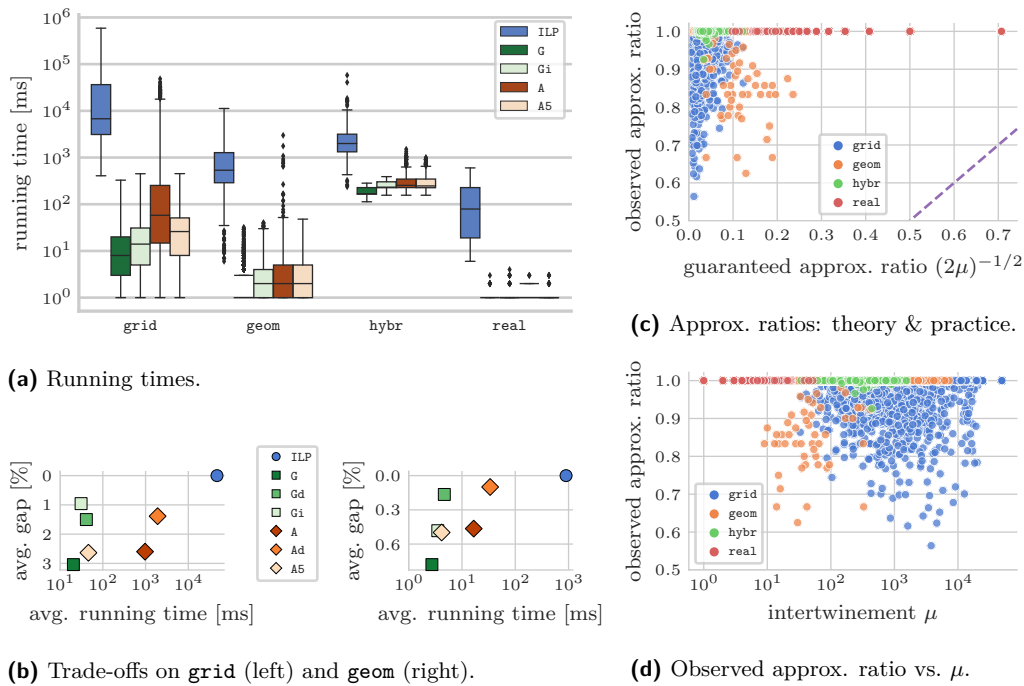 10^6
10^5
10^4
10^3
10^2
10^1
10^0
running time [ms]
ILP
G
Gi
A
A5
grid
geom
hybr
real
(a) Running times.
1.0
0.9
0.8
0.7
0.6
0.5
observed approx. ratio
grid
geom
hybr
real
0.0 0.1 0.2 0.3 0.4 0.5 0.6 0.7
guaranteed approx. ratio (2μ)^{-1/2}
(c) Approx. ratios: theory & practice.
0
1
2
3
avg. gap [%]
10^1 10^2 10^3 10^4
avg. running time [ms]
ILP
G
Gd
Gi
A
Ad
A5
0.0
0.3
0.6
avg. gap [%]
10^0 10^1 10^2 10^3
avg. running time [ms]
(b) Trade-offs on grid (left) and geom (right).
1.0
0.9
0.8
0.7
0.6
0.5
observed approx. ratio
grid
geom
hybr
real
10^0 10^1 10^2 10^3 10^4
intertwinement μ
(d) Observed approx. ratio vs. μ.